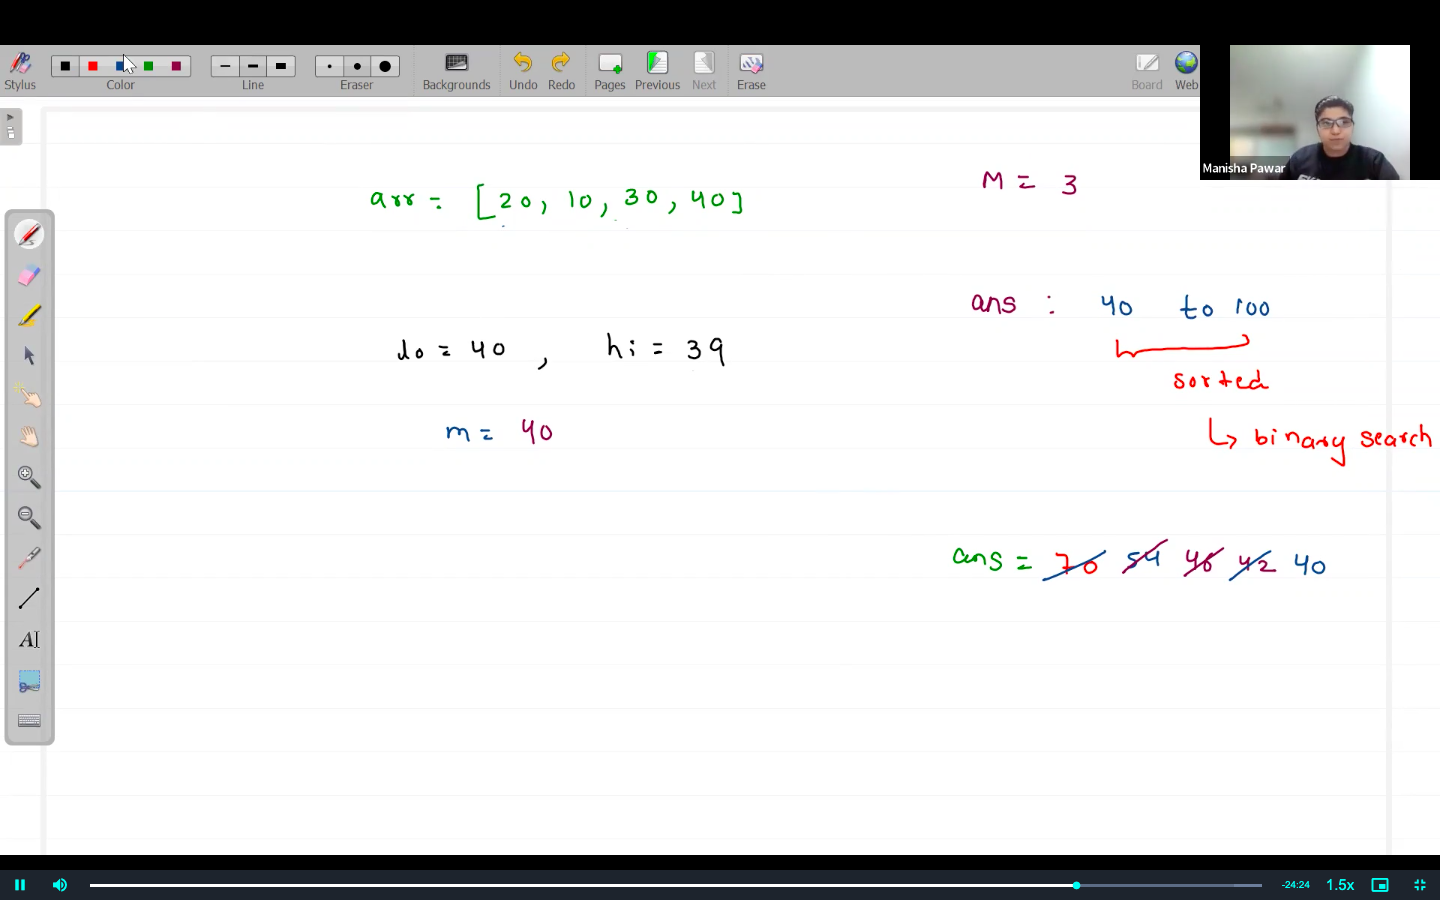 Stylus Color Line Eraser Backgrounds Undo Redo Pages Previous Next Erase Board Web
Manisha Pawar
arr = [20, 10, 30, 40]
M = 3
ans : 40 to 100
sorted
↳ binary search
lo = 40 , hi = 39
m = 40
ans = 70 54 46 42 40
AI
-24:24 1.5x